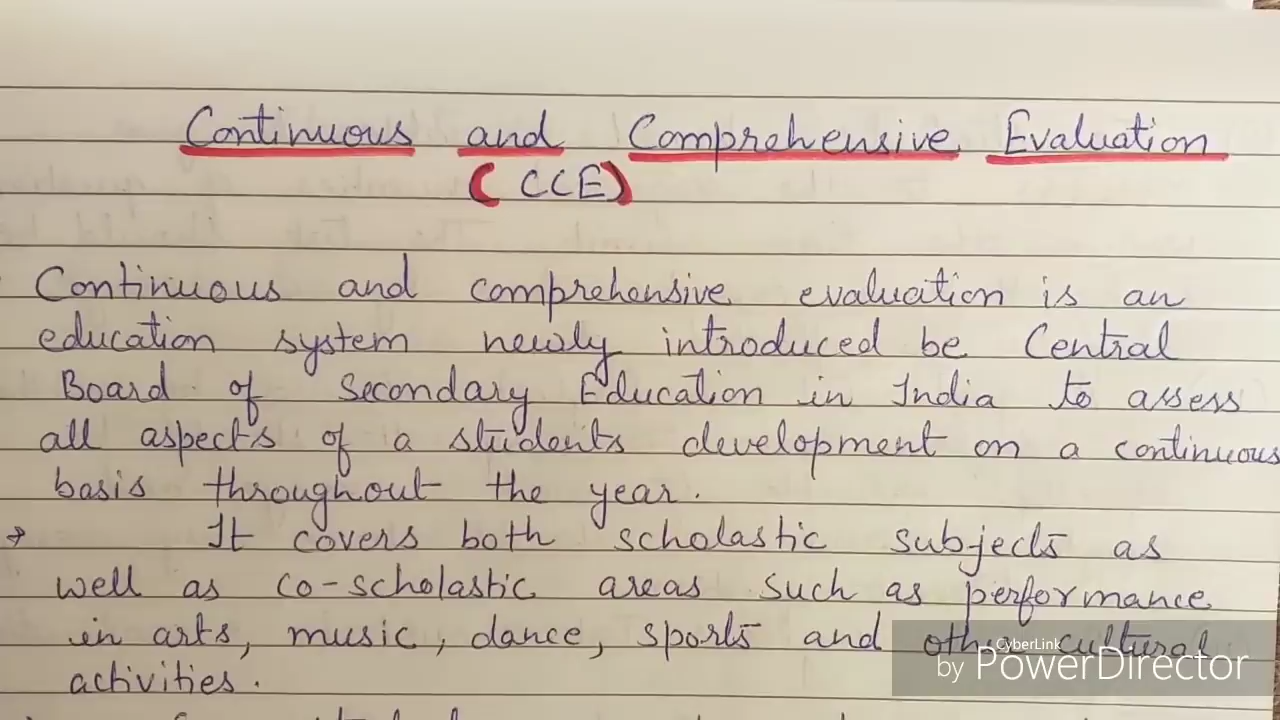 Continuous and Comprehensive Evaluation
(CCE)
Continuous and comprehensive evaluation is an
education system newly introduced be Central
Board of Secondary Education in India to assess
all aspects of a students development on a continuous
basis throughout the year.
→ It covers both scholastic subjects as
well as co-scholastic areas such as performance
in arts, music, dance, sports and other cultural
activities.
CyberLink
by PowerDirector